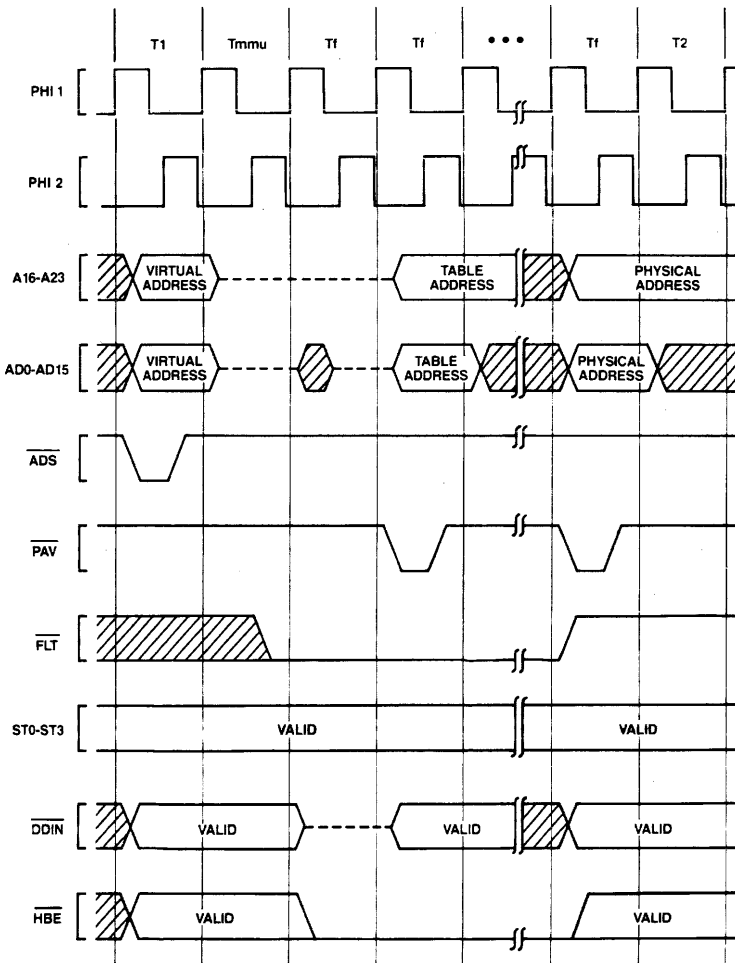 T1 Tmmu Tf Tf • • • Tf T2
PHI 1
PHI 2
A16-A23 VIRTUAL ADDRESS TABLE ADDRESS PHYSICAL ADDRESS
AD0-AD15 VIRTUAL ADDRESS TABLE ADDRESS PHYSICAL ADDRESS
ADS
PAV
FLT
ST0-ST3 VALID VALID
DDIN VALID VALID VALID
HBE VALID VALID